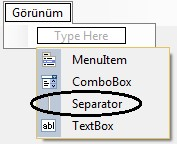 Görünüm
Type Here
MenuItem
ComboBox
Separator
abl TextBox